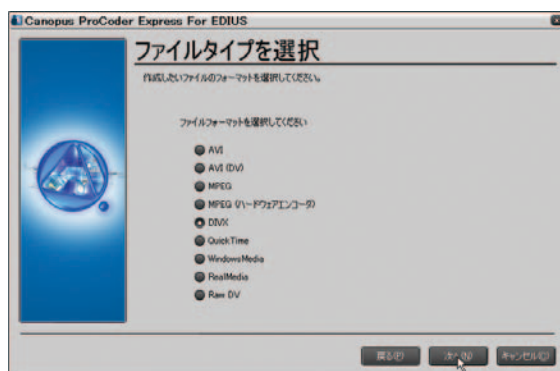 Canopus ProCoder Express For EDIUS
ファイルタイプを選択
作成したいファイルのフォーマットを選択してください。
ファイルフォーマットを選択してください
AVI
AVI (DV)
MPEG
MPEG (ハードウェアエンコーダ)
DIVX
QuickTime
WindowsMedia
RealMedia
Raw DV
戻る(P)
次へ(N)
キャンセル(C)